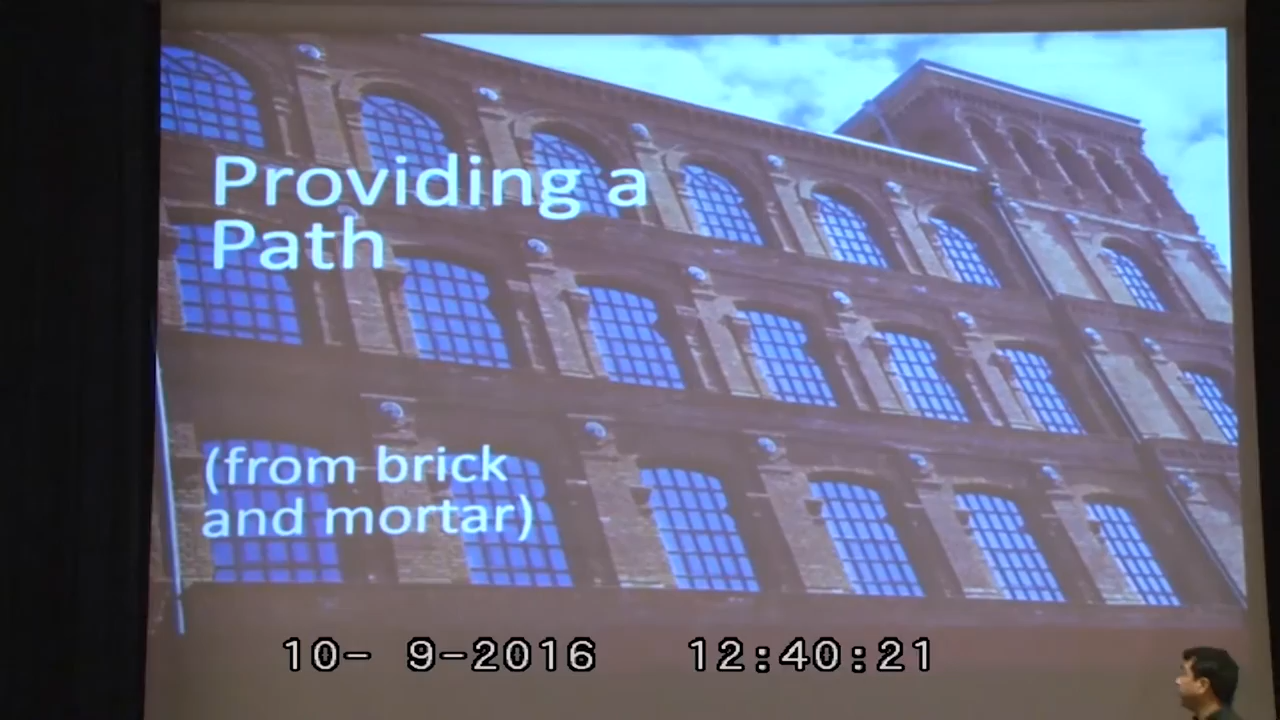 Providing a
Path
(from brick
and mortar)
10- 9-2016 12:40:21